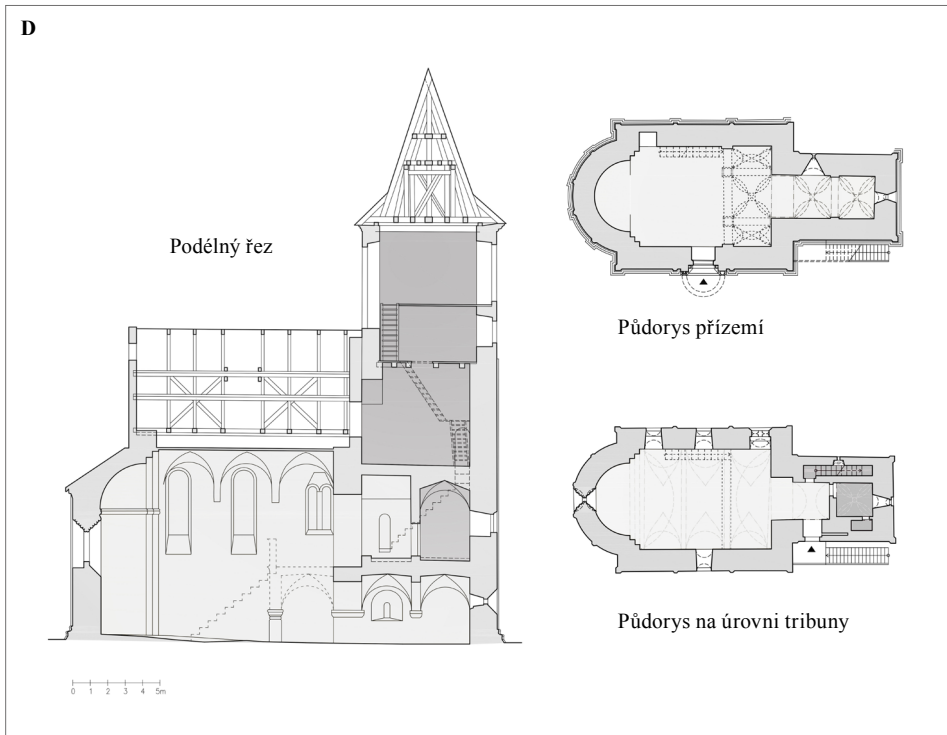 D
Podélný řez
Půdorys přízemí
Půdorys na úrovni tribuny
0 1 2 3 4 5m